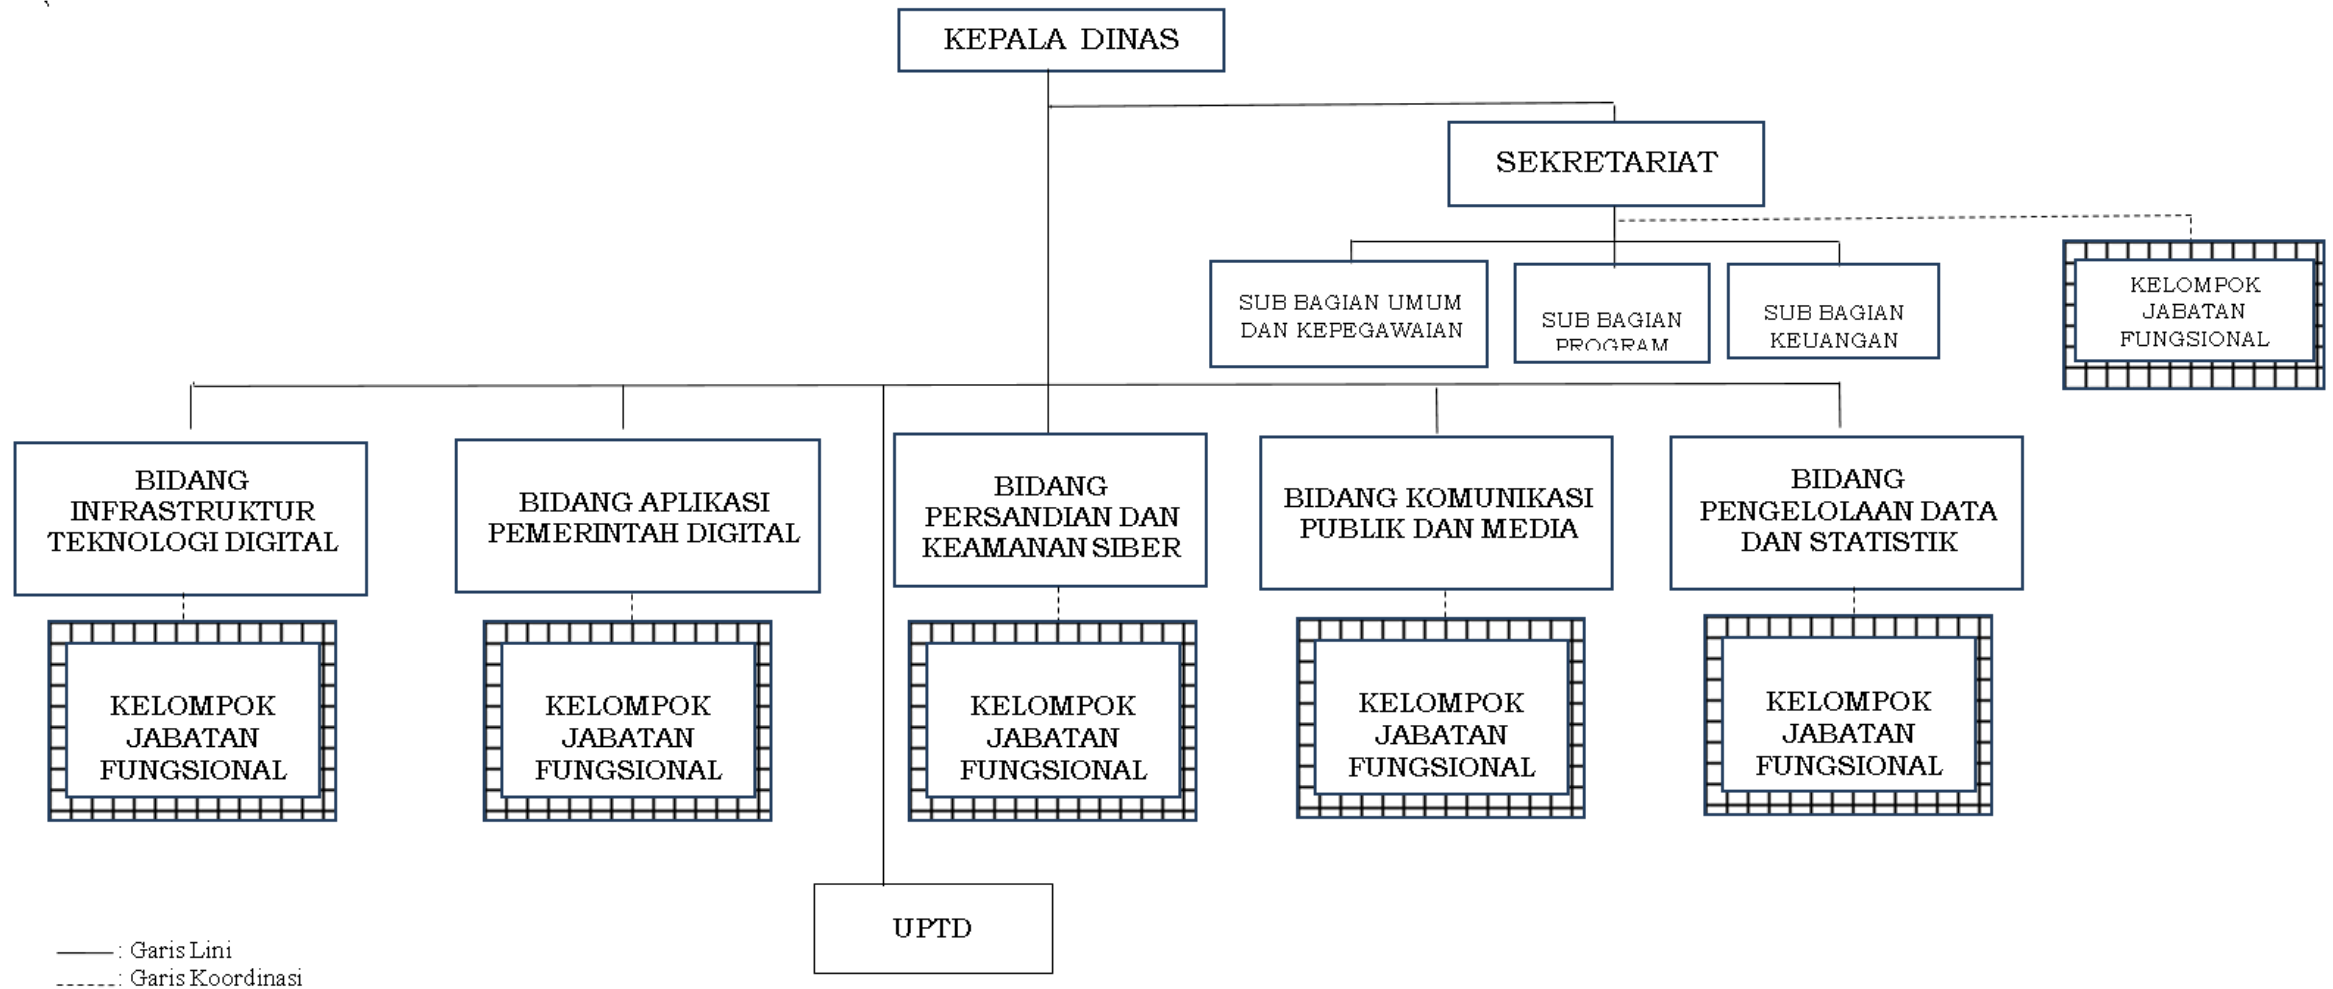 KEPALA DINAS
SEKRETARIAT
SUB BAGIAN UMUM
DAN KEPEGAWAIAN
SUB BAGIAN
PROGRAM
SUB BAGIAN
KEUANGAN
KELOMPOK
JABATAN
FUNGSIONAL
BIDANG
INFRASTRUKTUR
TEKNOLOGI DIGITAL
BIDANG APLIKASI
PEMERINTAH DIGITAL
BIDANG
PERSANDIAN DAN
KEAMANAN SIBER
BIDANG KOMUNIKASI
PUBLIK DAN MEDIA
BIDANG
PENGELOLAAN DATA
DAN STATISTIK
KELOMPOK
JABATAN
FUNGSIONAL
KELOMPOK
JABATAN
FUNGSIONAL
KELOMPOK
JABATAN
FUNGSIONAL
KELOMPOK
JABATAN
FUNGSIONAL
KELOMPOK
JABATAN
FUNGSIONAL
UPTD
: Garis Lini
: Garis Koordinasi